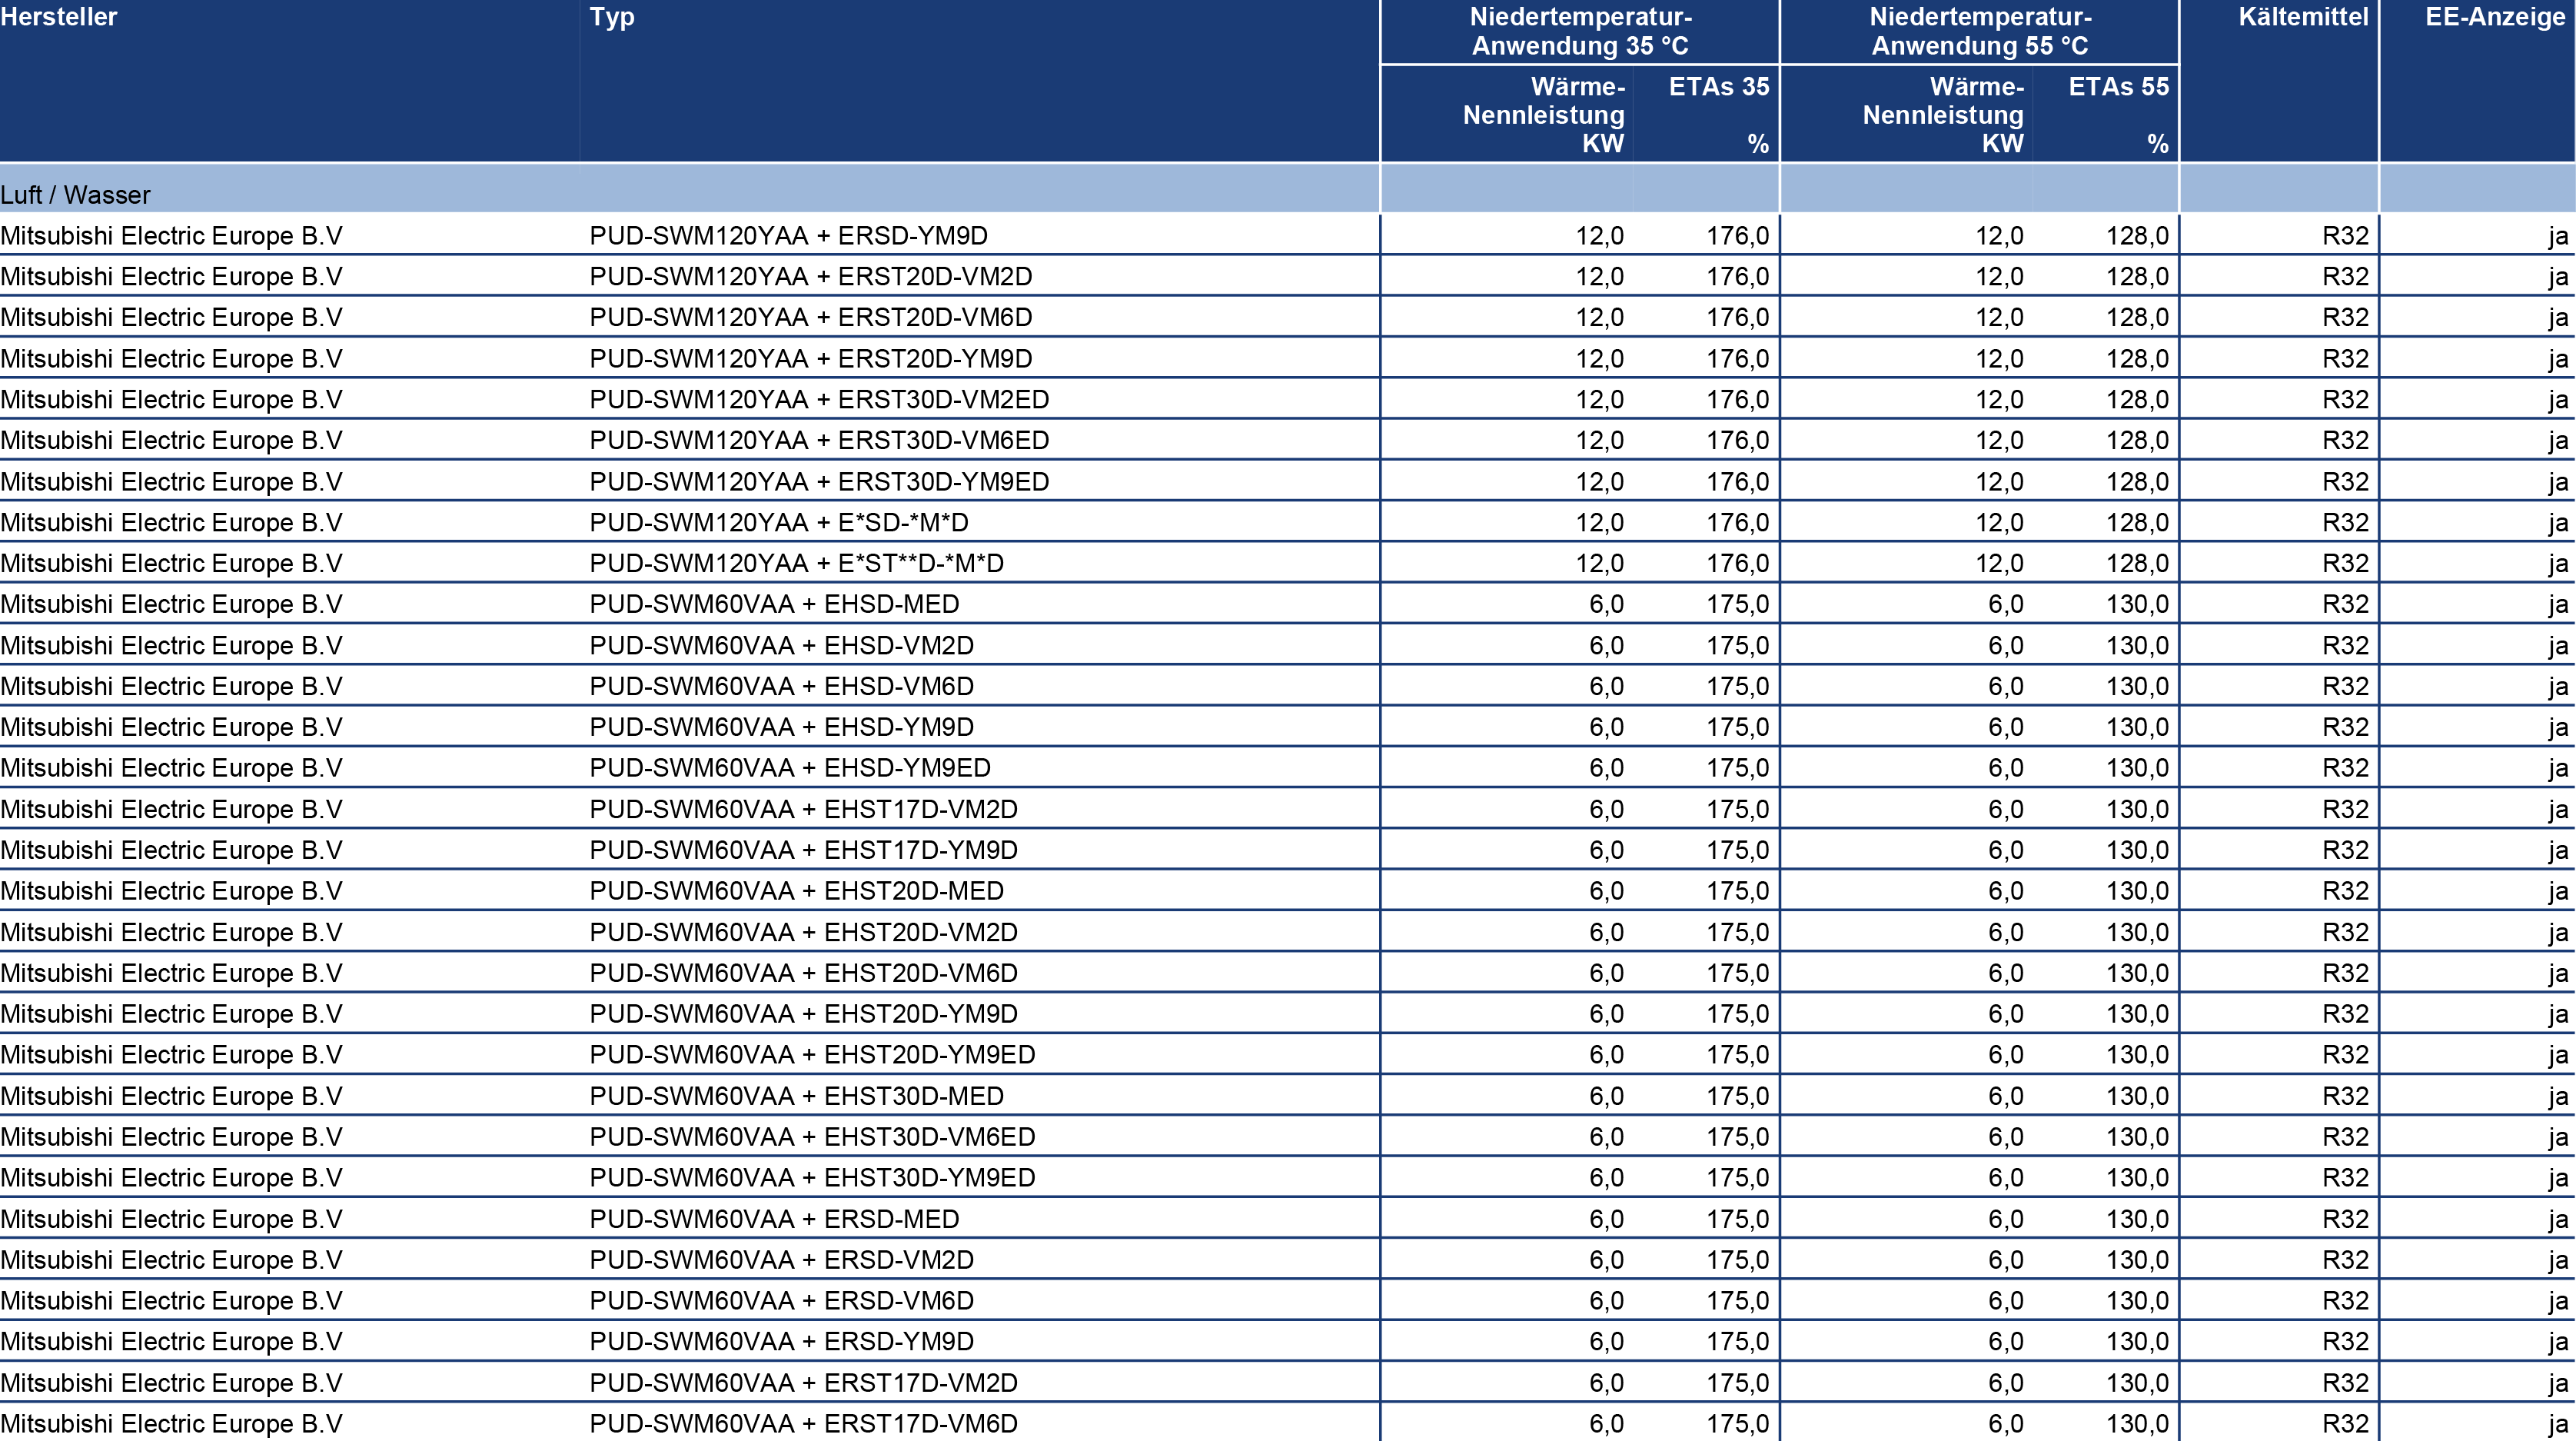 Hersteller Typ Niedertemperatur- Niedertemperatur- Kältemittel EE-Anzeige
Anwendung 35 °C Anwendung 55 °C
Wärme- ETAs 35 Wärme- ETAs 55
Nennleistung Nennleistung
KW % KW %
Luft / Wasser
Mitsubishi Electric Europe B.V PUD-SWM120YAA + ERSD-YM9D 12,0 176,0 12,0 128,0 R32 ja
Mitsubishi Electric Europe B.V PUD-SWM120YAA + ERST20D-VM2D 12,0 176,0 12,0 128,0 R32 ja
Mitsubishi Electric Europe B.V PUD-SWM120YAA + ERST20D-VM6D 12,0 176,0 12,0 128,0 R32 ja
Mitsubishi Electric Europe B.V PUD-SWM120YAA + ERST20D-YM9D 12,0 176,0 12,0 128,0 R32 ja
Mitsubishi Electric Europe B.V PUD-SWM120YAA + ERST30D-VM2ED 12,0 176,0 12,0 128,0 R32 ja
Mitsubishi Electric Europe B.V PUD-SWM120YAA + ERST30D-VM6ED 12,0 176,0 12,0 128,0 R32 ja
Mitsubishi Electric Europe B.V PUD-SWM120YAA + ERST30D-YM9ED 12,0 176,0 12,0 128,0 R32 ja
Mitsubishi Electric Europe B.V PUD-SWM120YAA + E*SD-*M*D 12,0 176,0 12,0 128,0 R32 ja
Mitsubishi Electric Europe B.V PUD-SWM120YAA + E*ST**D-*M*D 12,0 176,0 12,0 128,0 R32 ja
Mitsubishi Electric Europe B.V PUD-SWM60VAA + EHSD-MED 6,0 175,0 6,0 130,0 R32 ja
Mitsubishi Electric Europe B.V PUD-SWM60VAA + EHSD-VM2D 6,0 175,0 6,0 130,0 R32 ja
Mitsubishi Electric Europe B.V PUD-SWM60VAA + EHSD-VM6D 6,0 175,0 6,0 130,0 R32 ja
Mitsubishi Electric Europe B.V PUD-SWM60VAA + EHSD-YM9D 6,0 175,0 6,0 130,0 R32 ja
Mitsubishi Electric Europe B.V PUD-SWM60VAA + EHSD-YM9ED 6,0 175,0 6,0 130,0 R32 ja
Mitsubishi Electric Europe B.V PUD-SWM60VAA + EHST17D-VM2D 6,0 175,0 6,0 130,0 R32 ja
Mitsubishi Electric Europe B.V PUD-SWM60VAA + EHST17D-YM9D 6,0 175,0 6,0 130,0 R32 ja
Mitsubishi Electric Europe B.V PUD-SWM60VAA + EHST20D-MED 6,0 175,0 6,0 130,0 R32 ja
Mitsubishi Electric Europe B.V PUD-SWM60VAA + EHST20D-VM2D 6,0 175,0 6,0 130,0 R32 ja
Mitsubishi Electric Europe B.V PUD-SWM60VAA + EHST20D-VM6D 6,0 175,0 6,0 130,0 R32 ja
Mitsubishi Electric Europe B.V PUD-SWM60VAA + EHST20D-YM9D 6,0 175,0 6,0 130,0 R32 ja
Mitsubishi Electric Europe B.V PUD-SWM60VAA + EHST20D-YM9ED 6,0 175,0 6,0 130,0 R32 ja
Mitsubishi Electric Europe B.V PUD-SWM60VAA + EHST30D-MED 6,0 175,0 6,0 130,0 R32 ja
Mitsubishi Electric Europe B.V PUD-SWM60VAA + EHST30D-VM6ED 6,0 175,0 6,0 130,0 R32 ja
Mitsubishi Electric Europe B.V PUD-SWM60VAA + EHST30D-YM9ED 6,0 175,0 6,0 130,0 R32 ja
Mitsubishi Electric Europe B.V PUD-SWM60VAA + ERSD-MED 6,0 175,0 6,0 130,0 R32 ja
Mitsubishi Electric Europe B.V PUD-SWM60VAA + ERSD-VM2D 6,0 175,0 6,0 130,0 R32 ja
Mitsubishi Electric Europe B.V PUD-SWM60VAA + ERSD-VM6D 6,0 175,0 6,0 130,0 R32 ja
Mitsubishi Electric Europe B.V PUD-SWM60VAA + ERSD-YM9D 6,0 175,0 6,0 130,0 R32 ja
Mitsubishi Electric Europe B.V PUD-SWM60VAA + ERST17D-VM2D 6,0 175,0 6,0 130,0 R32 ja
Mitsubishi Electric Europe B.V PUD-SWM60VAA + ERST17D-VM6D 6,0 175,0 6,0 130,0 R32 ja